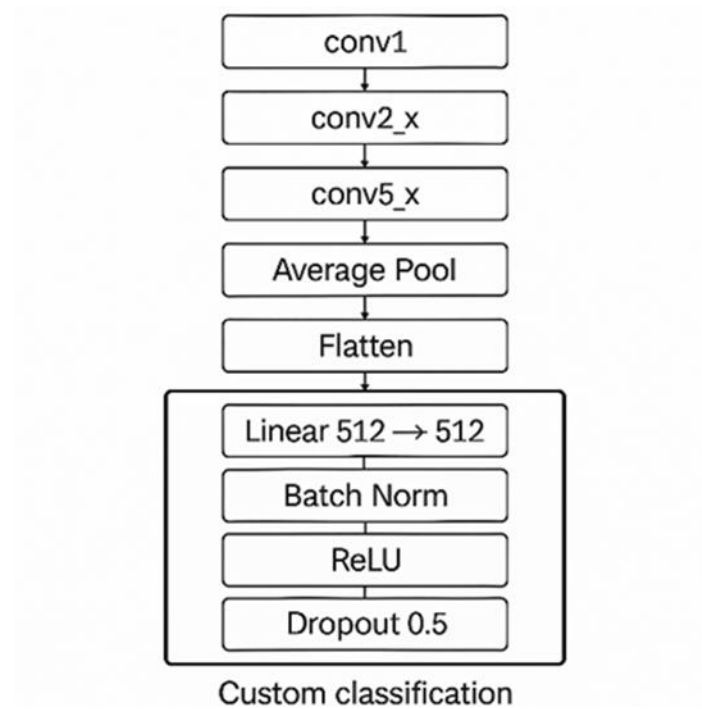 conv1
conv2_x
conv5_x
Average Pool
Flatten
Linear 512 → 512
Batch Norm
ReLU
Dropout 0.5
Custom classification